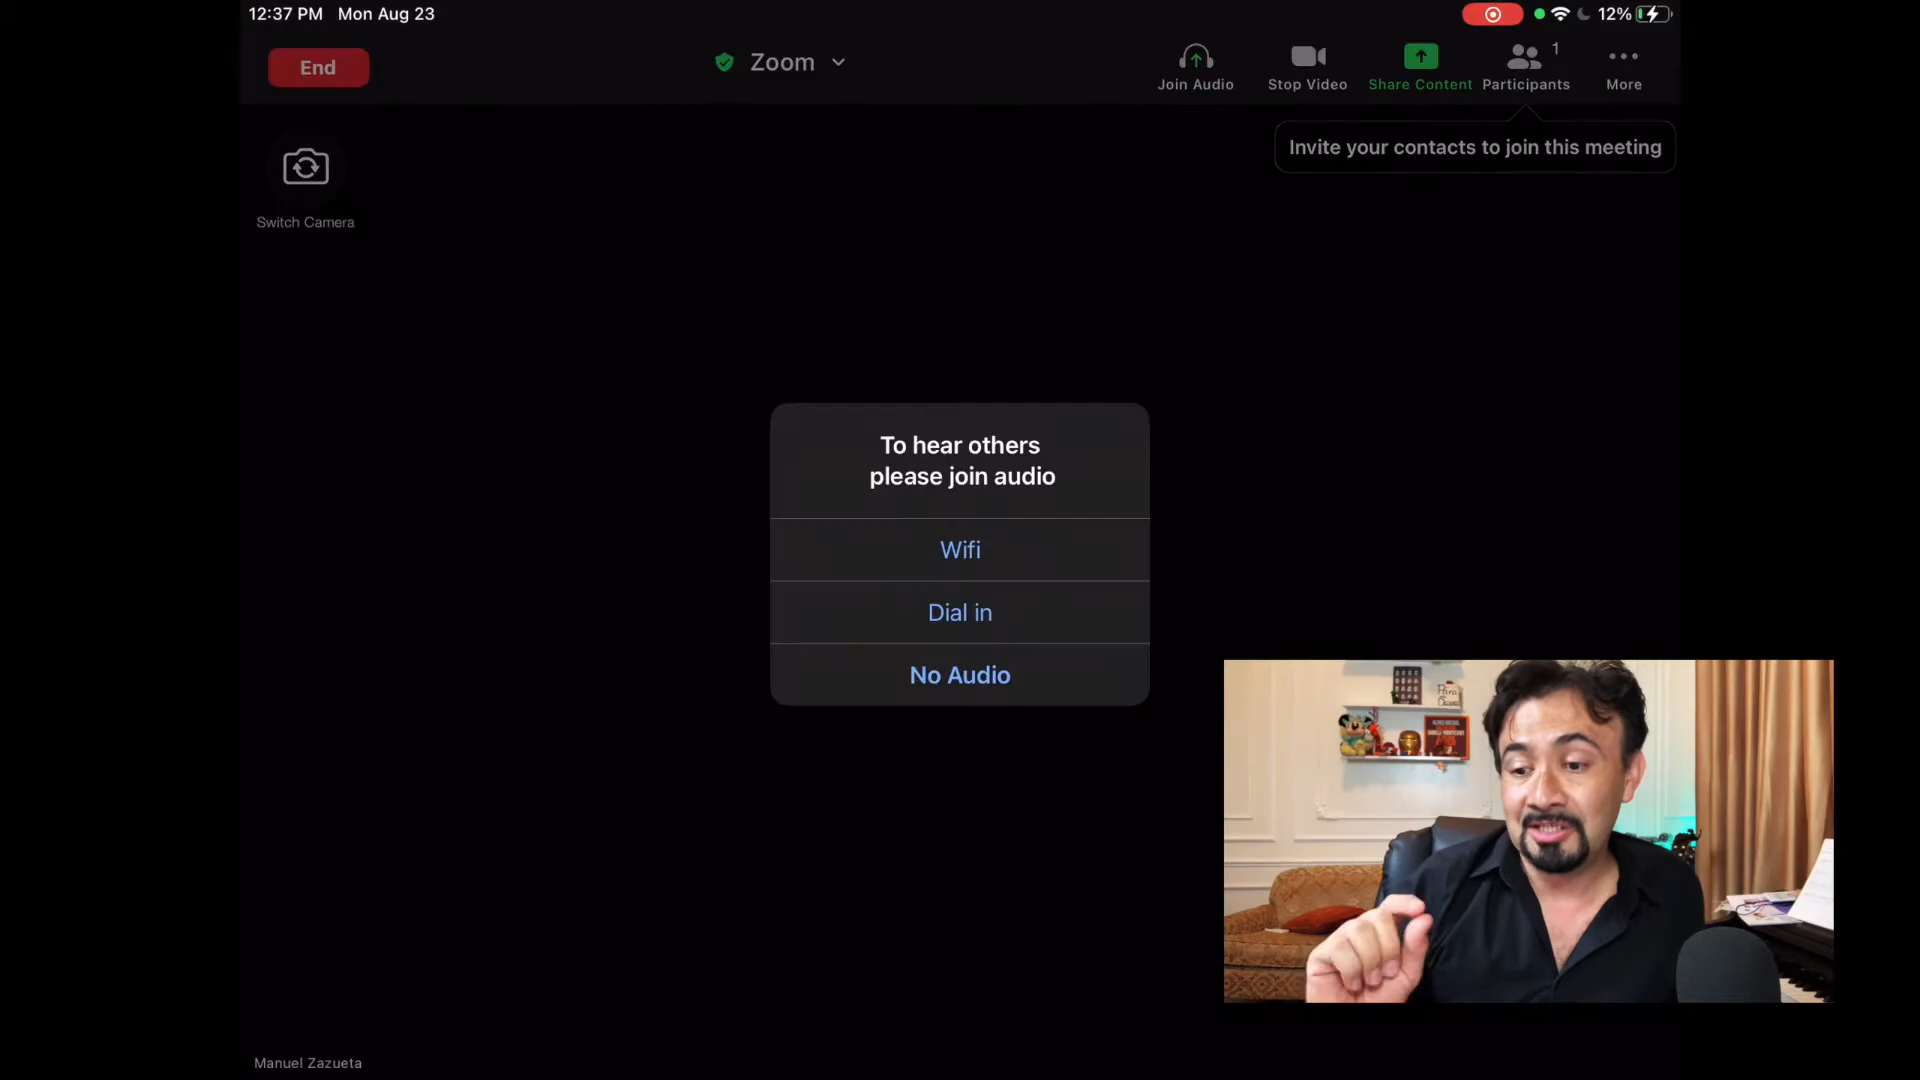 12:37 PM Mon Aug 23
12%
End
Zoom
Join Audio
Stop Video
Share Content
Participants
1
More
Invite your contacts to join this meeting
Switch Camera
To hear others
please join audio
Wifi
Dial in
No Audio
Manuel Zazueta